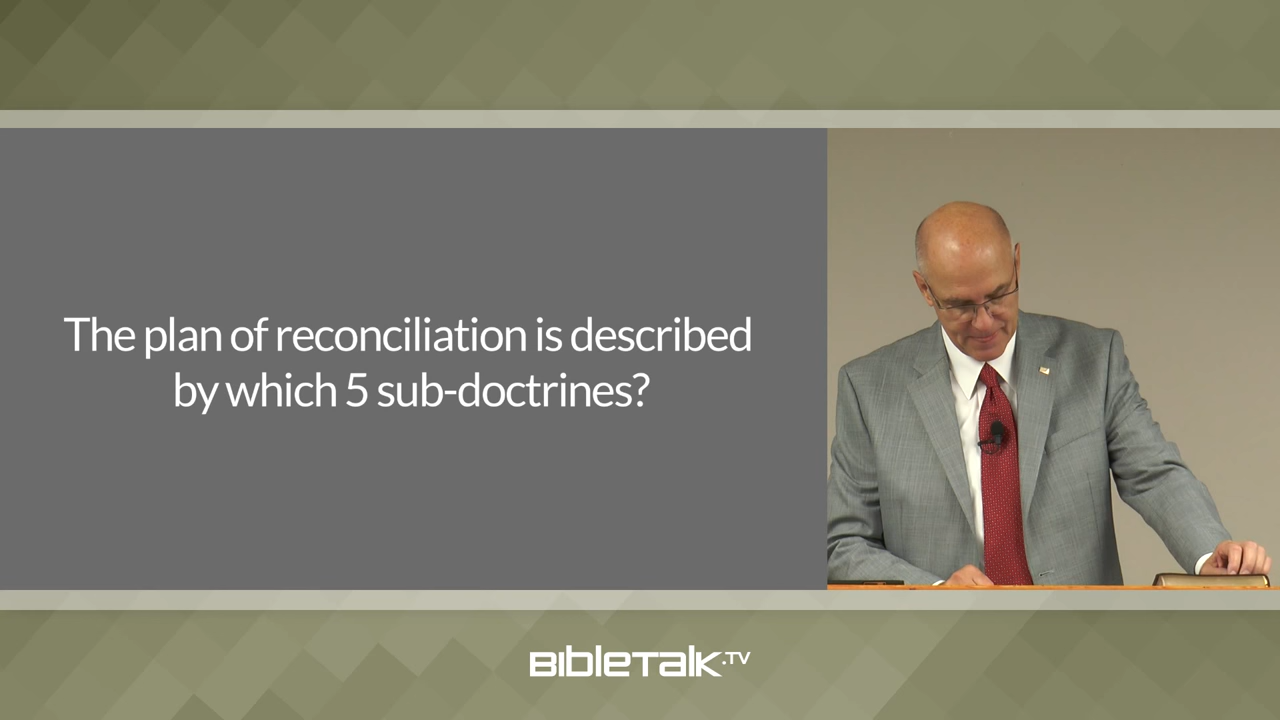 The plan of reconciliation is described
by which 5 sub-doctrines?
BibleTalk.TV